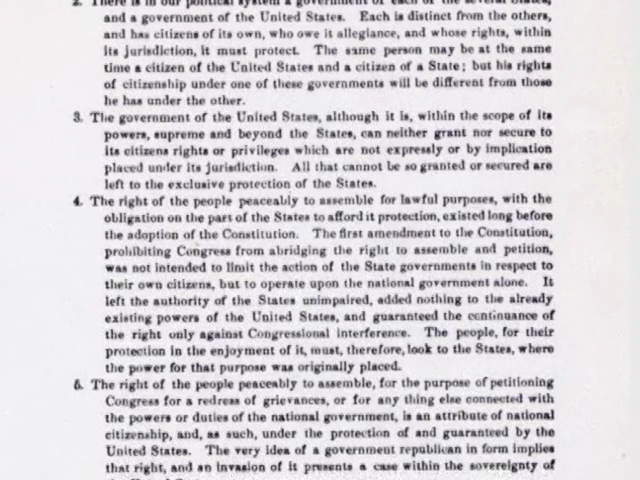 2. There is in our political system a government of each of the several States,
and a government of the United States. Each is distinct from the others,
and has citizens of its own, who owe it allegiance, and whose rights, within
its jurisdiction, it must protect. The same person may be at the same
time a citizen of the United States and a citizen of a State; but his rights
of citizenship under one of these governments will be different from those
he has under the other.
3. The government of the United States, although it is, within the scope of its
powers, supreme and beyond the States, can neither grant nor secure to
its citizens rights or privileges which are not expressly or by implication
placed under its jurisdiction. All that cannot be so granted or secured are
left to the exclusive protection of the States.
4. The right of the people peaceably to assemble for lawful purposes, with the
obligation on the part of the States to afford it protection, existed long before
the adoption of the Constitution. The first amendment to the Constitution,
prohibiting Congress from abridging the right to assemble and petition,
was not intended to limit the action of the State governments in respect to
their own citizens, but to operate upon the national government alone. It
left the authority of the States unimpaired, added nothing to the already
existing powers of the United States, and guaranteed the continuance of
the right only against Congressional interference. The people, for their
protection in the enjoyment of it, must, therefore, look to the States, where
the power for that purpose was originally placed.
5. The right of the people peaceably to assemble, for the purpose of petitioning
Congress for a redress of grievances, or for any thing else connected with
the powers or duties of the national government, is an attribute of national
citizenship, and, as such, under the protection of and guaranteed by the
United States. The very idea of a government republican in form implies
that right, and an invasion of it presents a case within the sovereignty of